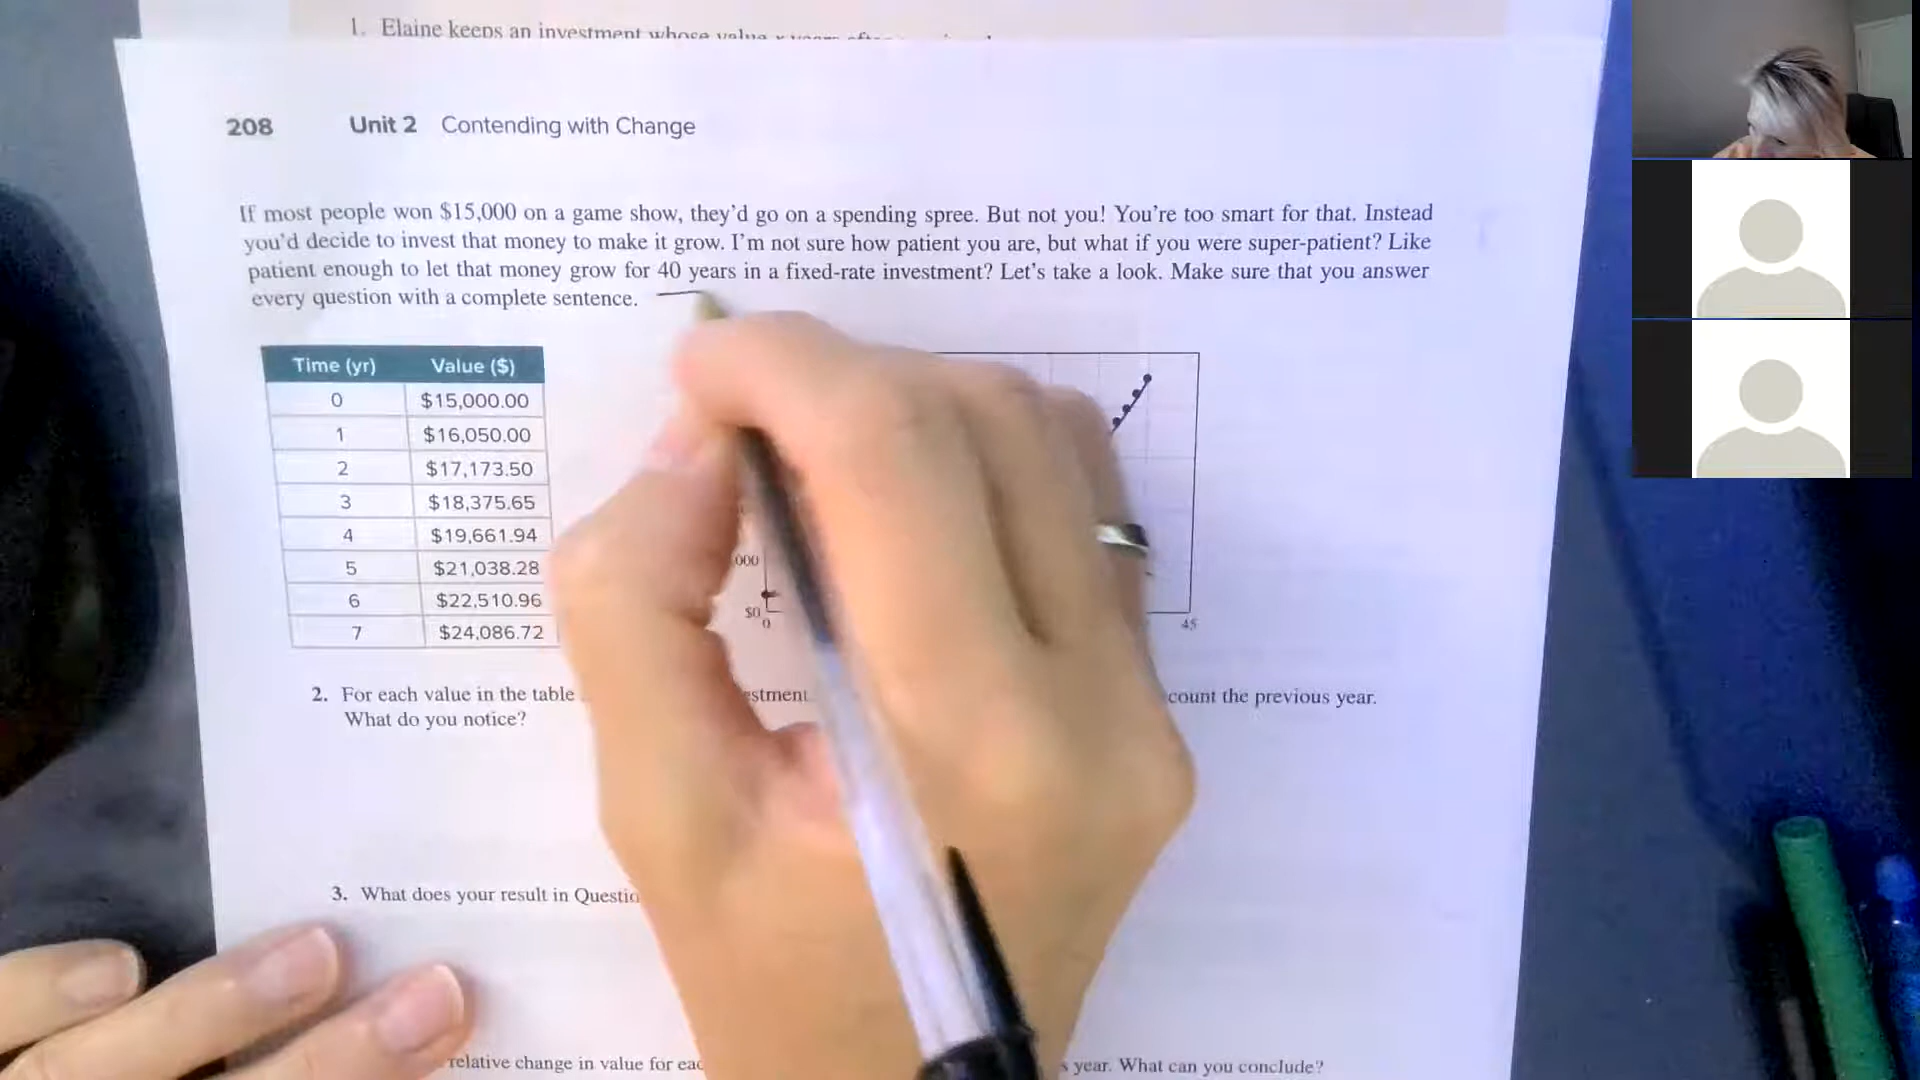 1. Elaine keeps an investment whose value x years
208 Unit 2 Contending with Change
If most people won $15,000 on a game show, they'd go on a spending spree. But not you! You're too smart for that. Instead
you'd decide to invest that money to make it grow. I'm not sure how patient you are, but what if you were super-patient? Like
patient enough to let that money grow for 40 years in a fixed-rate investment? Let's take a look. Make sure that you answer
every question with a complete sentence.
Time (yr) Value ($)
0 $15,000.00
1 $16,050.00
2 $17,173.50
3 $18,375.65
4 $19,661.94
5 $21,038.28
6 $22,510.96
7 $24,086.72
000
$0
0 45
2. For each value in the table estment count the previous year.
What do you notice?
3. What does your result in Questio
relative change in value for eac s year. What can you conclude?